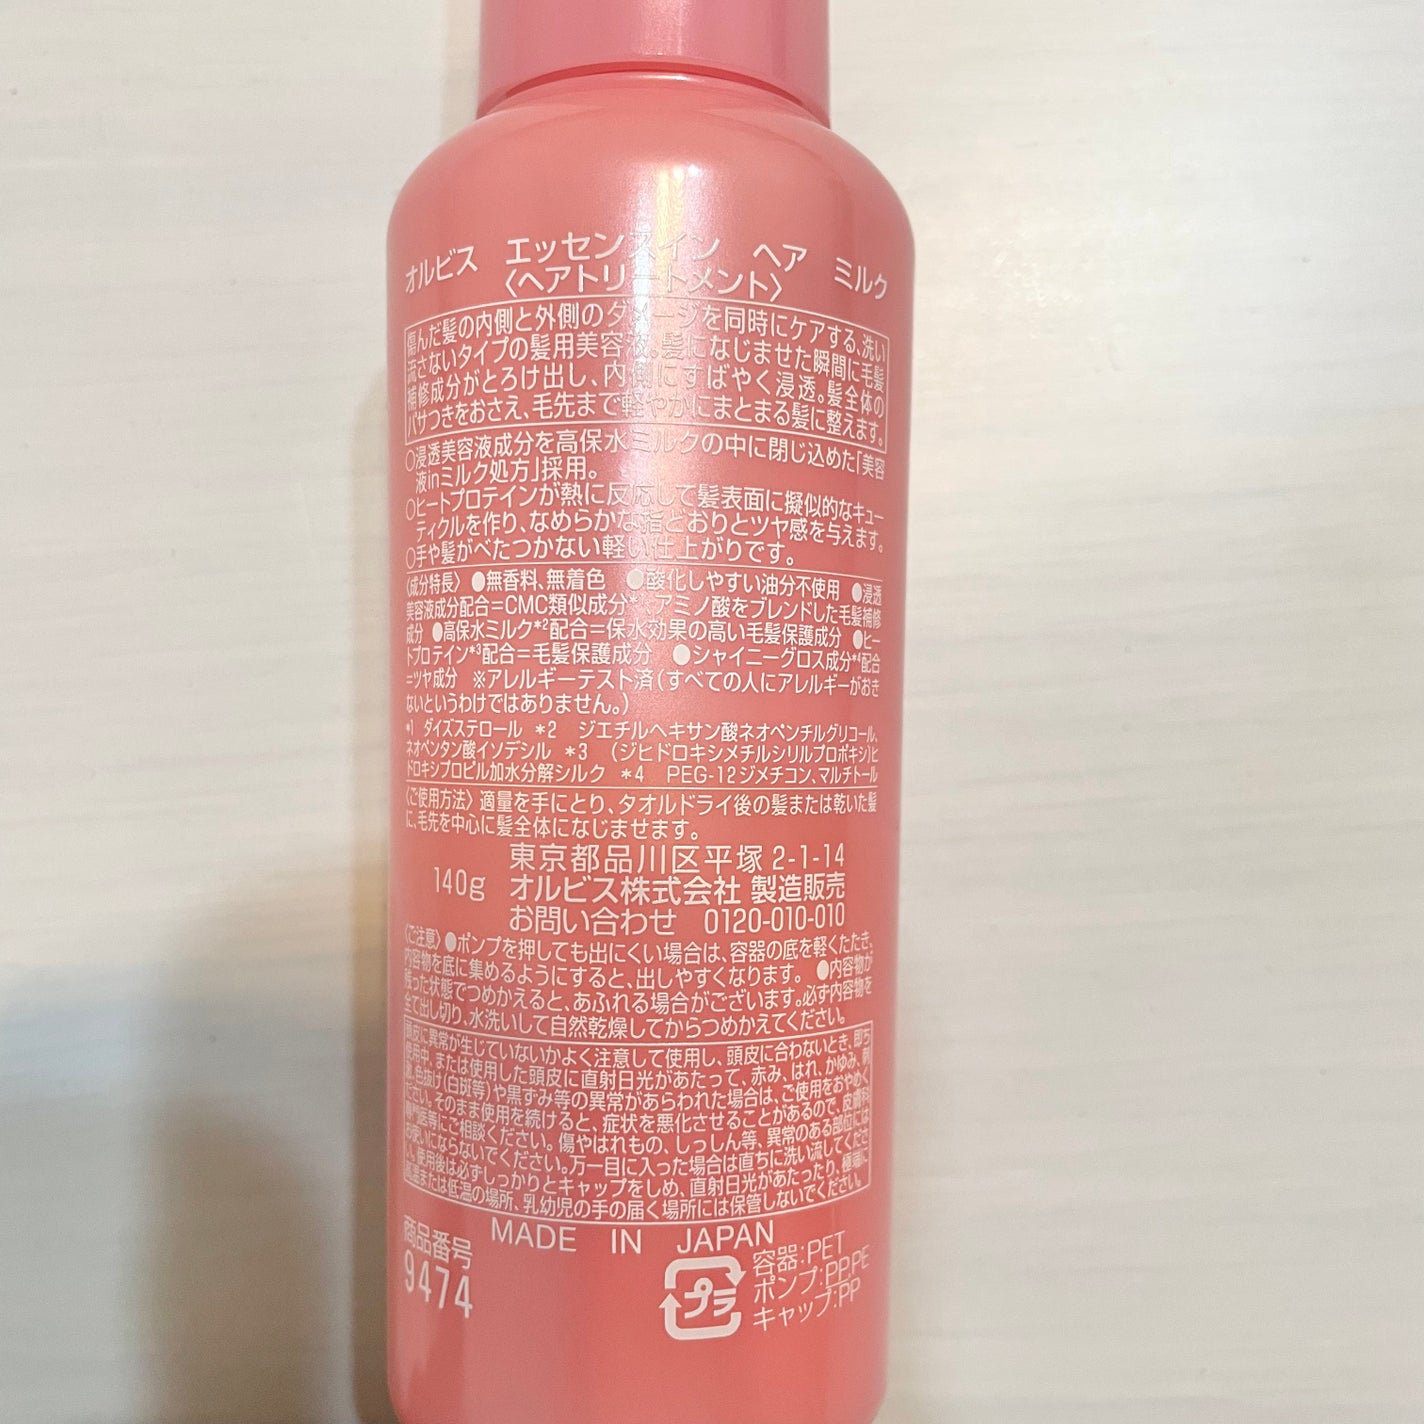 オルビス エッセンスイン ヘア ミルク
〈ヘアトリートメント〉
傷んだ髪の内側と外側のダメージを同時にケアする、洗い
流さないタイプの髪用美容液。髪になじませた瞬間に毛髪
補修成分がとろけ出し、内側にすばやく浸透。髪全体の
パサつきをおさえ、毛先まで軽やかにまとまる髪に整えます。
○浸透美容液成分を高保水ミルクの中に閉じ込めた「美容
液inミルク処方」採用。
○ヒートプロテインが熱に反応して髪表面に擬似的なキュー
ティクルを作り、なめらかな指どおりとツヤ感を与えます。
○手や髪がべたつかない軽い仕上がりです。
〈成分特長〉 ●無香料、無着色 ●酸化しやすい油分不使用 ●浸透
美容液成分配合＝CMC類似成分*1、アミノ酸をブレンドした毛髪補修
成分 ●高保水ミルク*2配合＝保水効果の高い毛髪保護成分 ●ヒー
トプロテイン*3配合＝毛髪保護成分 ●シャイニーグロス成分*4配合
＝ツヤ成分 ※アレルギーテスト済（すべての人にアレルギーがおき
ないというわけではありません。）
*1 ダイズステロール *2 ジエチルヘキサン酸ネオペンチルグリコール、
ネオペンタン酸イソデシル *3 （ジヒドロキシメチルシリルプロポキシ）ヒ
ドロキシプロピル加水分解シルク *4 PEG-12ジメチコン、マルチトール
〈ご使用方法〉適量を手にとり、タオルドライ後の髪または乾いた髪
に、毛先を中心に髪全体になじませます。
東京都品川区平塚 2-1-14
140g オルビス株式会社 製造販売
お問い合わせ 0120-010-010
〈ご注意〉●ポンプを押しても出にくい場合は、容器の底を軽くたたき、
内容物を底に集めるようにすると、出しやすくなります。 ●内容物が
残った状態でつめかえると、あふれる場合がございます。必ず内容物を
全て出し切り、水洗いして自然乾燥してからつめかえてください。
頭皮に異常が生じていないかよく注意して使用し、頭皮に合わないとき、即ち
使用中、または使用した頭皮に直射日光があたって、赤み、はれ、かゆみ、刺
激、色抜け（白斑等）や黒ずみ等の異常があらわれた場合は、ご使用をおやめく
ださい。そのまま使用を続けると、症状を悪化させることがあるので、皮膚科
専門医等にご相談ください。傷やはれもの、しっしん等、異常のある部位には
お使いにならないでください。万一目に入った場合は直ちに洗い流してくださ
い。使用後は必ずしっかりとキャップをしめ、直射日光があたったり、極端に
高温または低温の場所、乳幼児の手の届く場所には保管しないでください。
MADE IN JAPAN
商品番号
9474
プラ
容器：PET
ポンプ：PP,PE
キャップ：PP